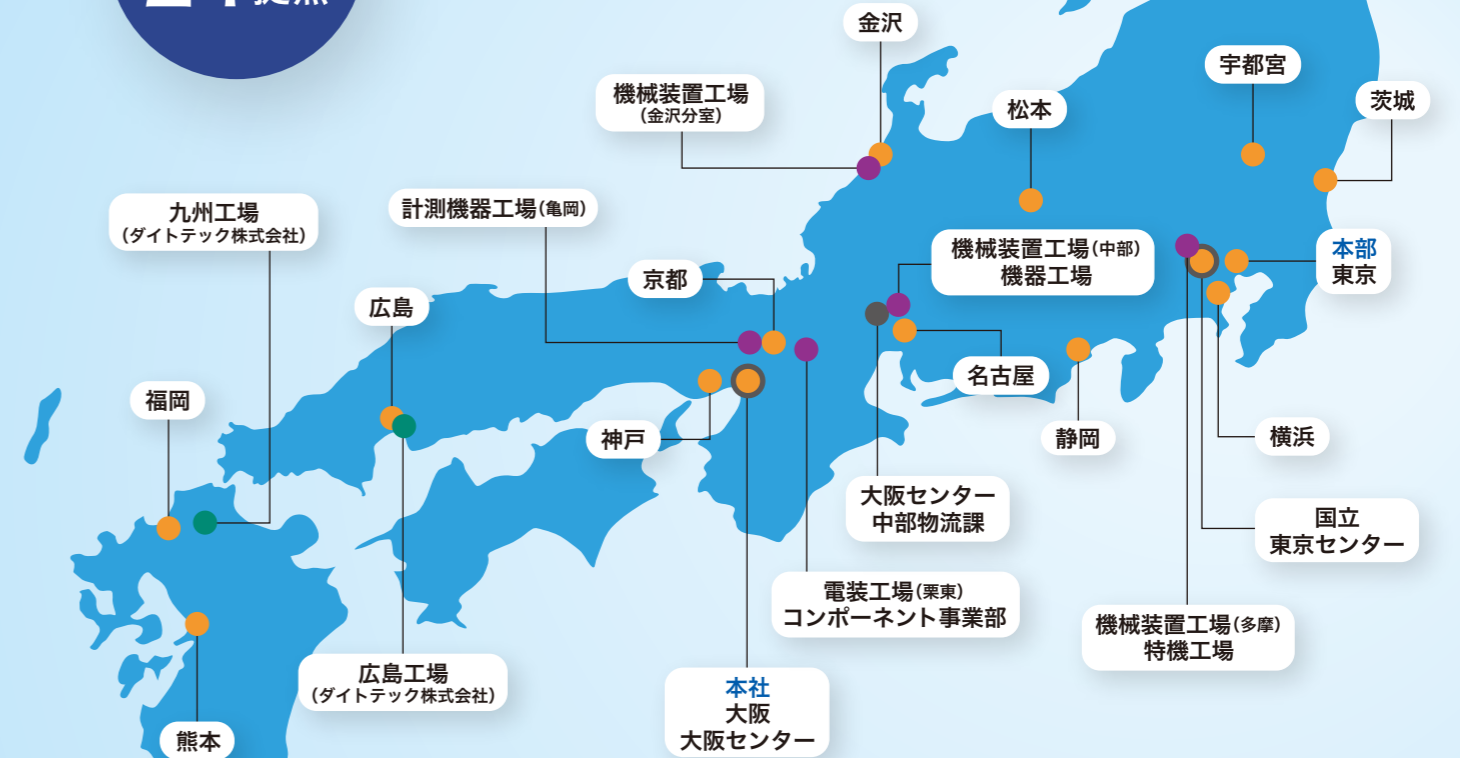 拠点
金沢
宇都宮
機械装置工場
(金沢分室)
松本
茨城
九州工場
(ダイトテック株式会社)
計測機器工場(亀岡)
機械装置工場(中部)
機器工場
本部
東京
京都
広島
名古屋
福岡
神戸
静岡
横浜
大阪センター
中部物流課
国立
東京センター
電装工場(栗東)
コンポーネント事業部
機械装置工場(多摩)
特機工場
広島工場
(ダイトテック株式会社)
本社
大阪
大阪センター
熊本